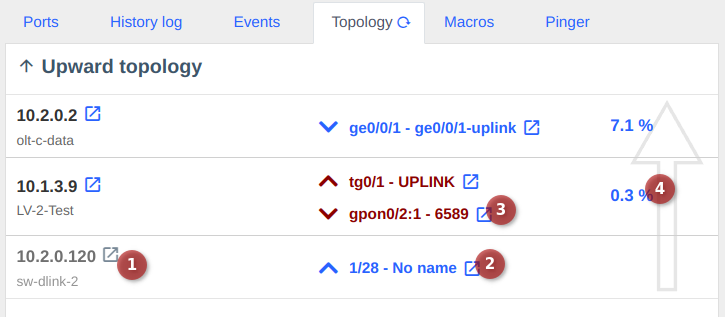 Ports History log Events Topology Macros Pinger
Upward topology
10.2.0.2
olt-c-data
ge0/0/1 - ge0/0/1-uplink
7.1 %
10.1.3.9
LV-2-Test
tg0/1 - UPLINK
gpon0/2:1 - 6589
3
0.3 %
4
10.2.0.120
1
sw-dlink-2
1/28 - No name
2